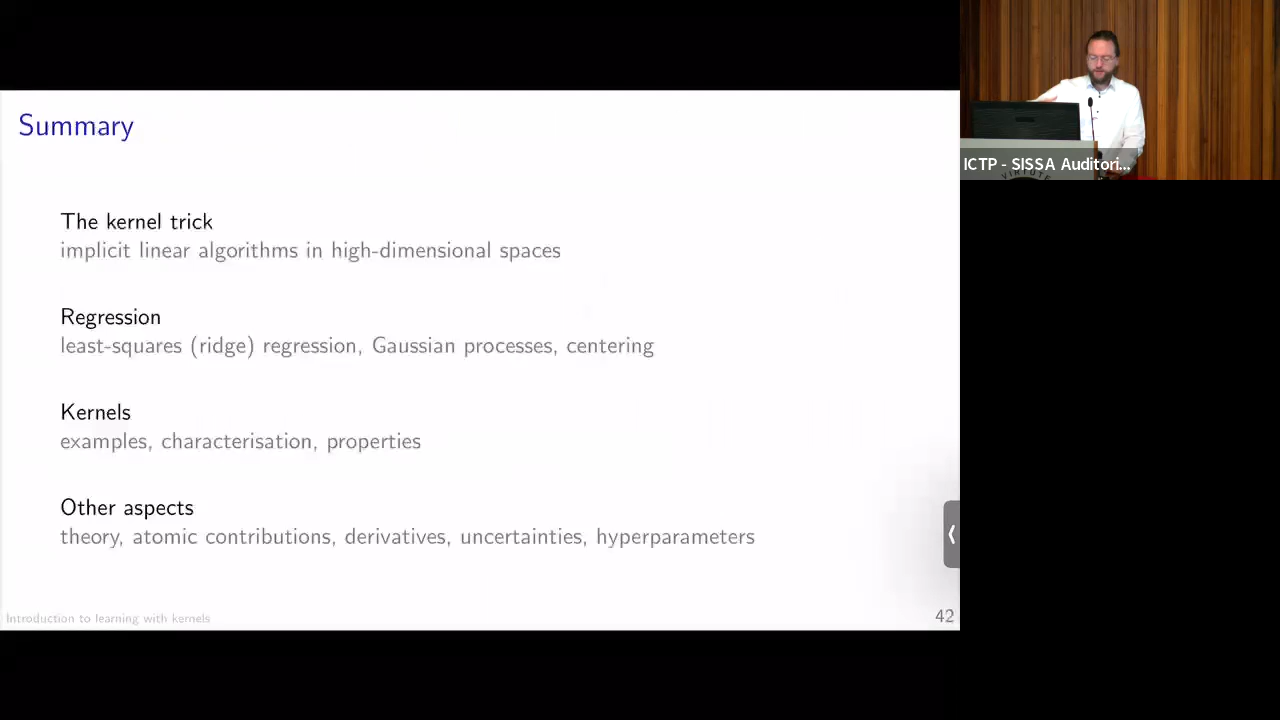 Summary
The kernel trick
implicit linear algorithms in high-dimensional spaces
Regression
least-squares (ridge) regression, Gaussian processes, centering
Kernels
examples, characterisation, properties
Other aspects
theory, atomic contributions, derivatives, uncertainties, hyperparameters
Introduction to learning with kernels
42
ICTP - SISSA Auditori...
VIRTUTE